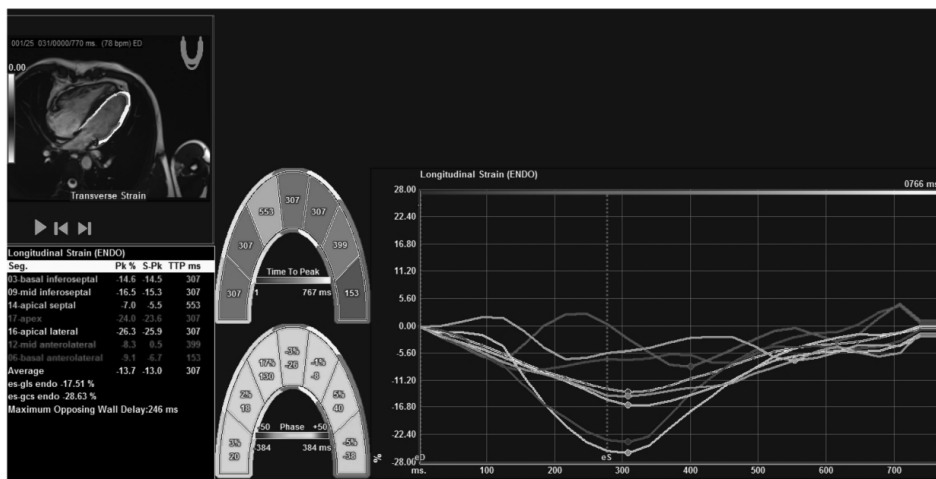 001/25 031/0000/770 ms. (78 bpm) ED
0.00
Transverse Strain
Longitudinal Strain (ENDO)
Seg. Pk % S-Pk TTP ms
03-basal inferoseptal -14.6 -14.5 307
09-mid inferoseptal -16.5 -15.3 307
14-apical septal -7.0 -5.5 553
17-apex -24.0 -23.6 307
16-apical lateral -26.3 -25.9 307
12-mid anterolateral -8.3 0.5 399
06-basal anterolateral -9.1 -6.7 153
Average -13.7 -13.0 307
es-gls endo -17.51 %
es-gcs endo -28.63 %
Maximum Opposing Wall Delay:246 ms
553 307 307
307 399
307 153
Time To Peak
1 767 ms
-3% -26
17% 130 -1% -8
2% 18 5% 40
3% 20 -5% -38
-50 Phase +50
-384 384 ms
%
Longitudinal Strain (ENDO)
0766 ms
28.00
22.40
16.80
11.20
5.60
0.00
-5.60
-11.20
-16.80
-22.40
-28.00
eD eS
ms. 100 200 300 400 500 600 700